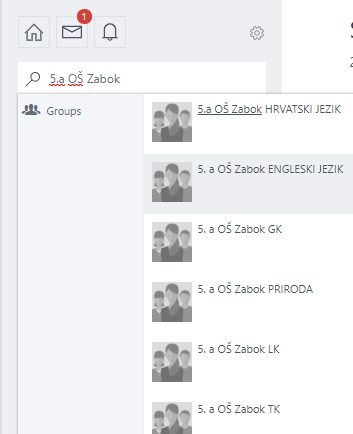 1
5.a OŠ Zabok
Groups
5.a OŠ Zabok HRVATSKI JEZIK
5. a OŠ Zabok ENGLESKI JEZIK
5. a OŠ Zabok GK
5. a OŠ Zabok PRIRODA
5. a OŠ Zabok LK
5. a OŠ Zabok TK